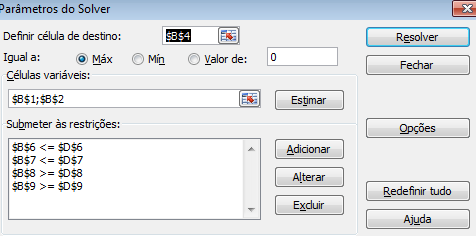 Parâmetros do Solver
Definir célula de destino: $B$4 Resolver
Igual a: Máx Mín Valor de: 0 Fechar
Células variáveis:
$B$1;$B$2 Estimar
Submeter às restrições: Opções
$B$6 <= $D$6 Adicionar
$B$7 <= $D$7
$B$8 >= $D$8 Alterar
$B$9 >= $D$9 Redefinir tudo
Excluir Ajuda